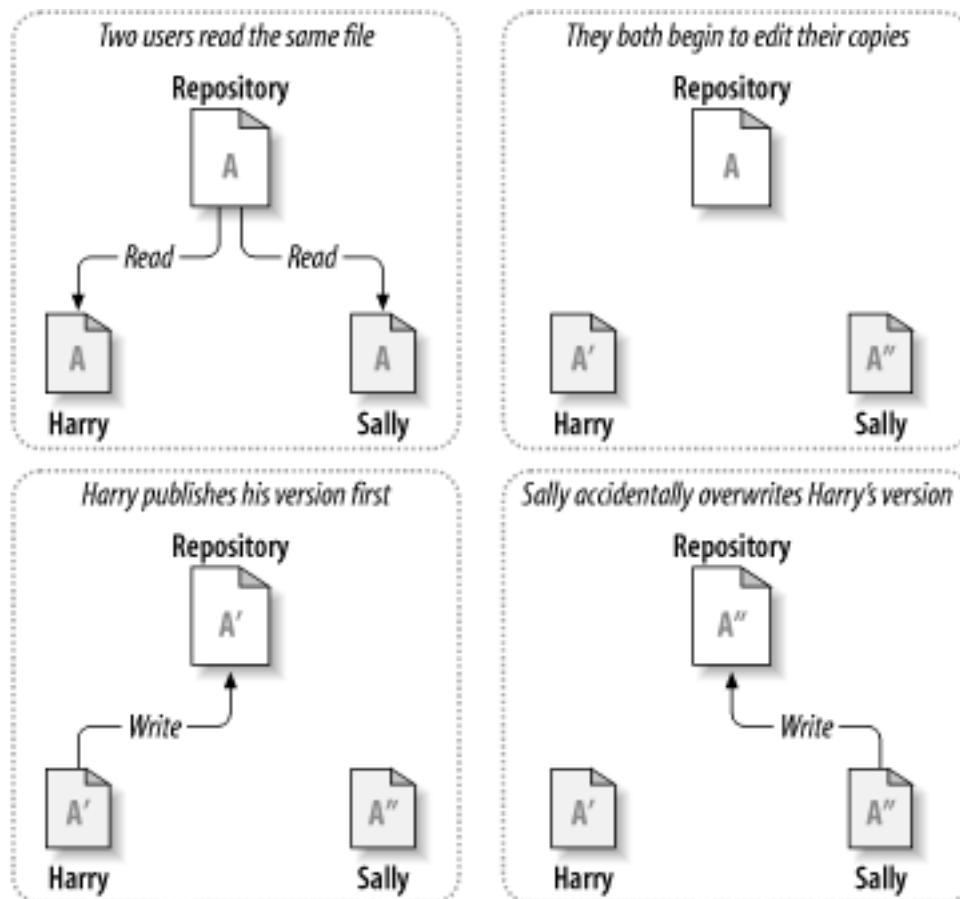 Two users read the same file
Repository
A
Read
Read
A
A
Harry
Sally
They both begin to edit their copies
Repository
A
A'
A"
Harry
Sally
Harry publishes his version first
Repository
A'
Write
A'
A"
Harry
Sally
Sally accidentally overwrites Harry's version
Repository
A"
Write
A'
A"
Harry
Sally